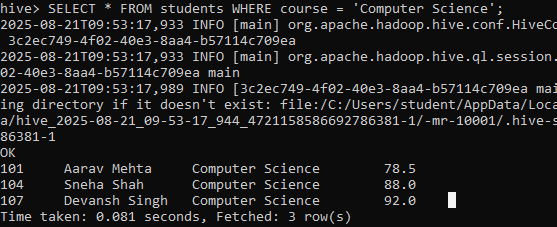 hive> SELECT * FROM students WHERE course = 'Computer Science';
2025-08-21T09:53:17,933 INFO [main] org.apache.hadoop.hive.conf.HiveCo
 3c2ec749-4f02-40e3-8aa4-b57114c709ea
2025-08-21T09:53:17,933 INFO [main] org.apache.hadoop.hive.ql.session.
02-40e3-8aa4-b57114c709ea main
2025-08-21T09:53:17,989 INFO [3c2ec749-4f02-40e3-8aa4-b57114c709ea mai
ing directory if it doesn't exist: file:/C:/Users/student/AppData/Loca
a/hive_2025-08-21_09-53-17_944_4721158586692786381-1/-mr-10001/.hive-s
86381-1
OK
101 Aarav Mehta Computer Science 78.5
104 Sneha Shah Computer Science 88.0
107 Devansh Singh Computer Science 92.0
Time taken: 0.081 seconds, Fetched: 3 row(s)